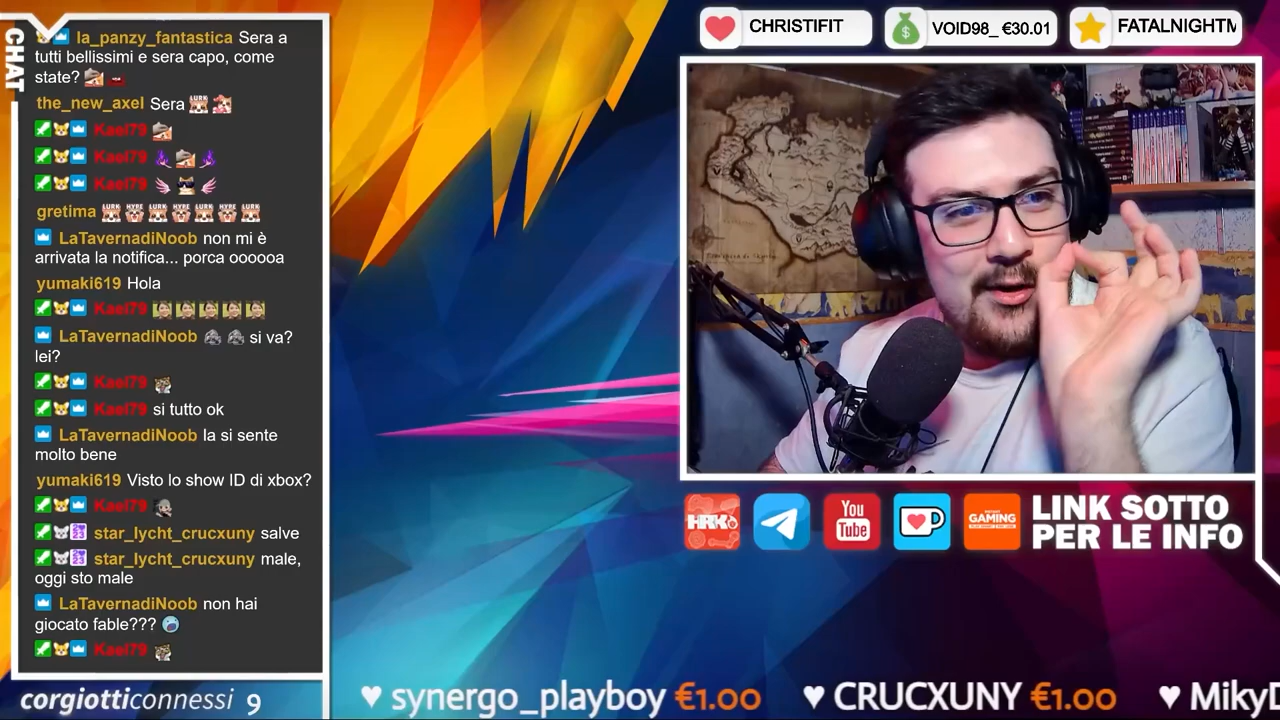 CHAT
la_panzy_fantastica Sera a
tutti bellissimi e sera capo, come
state?
the_new_axel Sera
Kael79
Kael79
Kael79
gretima
LaTavernadiNoob non mi è
arrivata la notifica... porca oooooa
yumaki619 Hola
Kael79
LaTavernadiNoob si va?
lei?
Kael79
Kael79 si tutto ok
LaTavernadiNoob la si sente
molto bene
yumaki619 Visto lo show ID di xbox?
Kael79
star_lycht_crucxuny salve
star_lycht_crucxuny male,
oggi sto male
LaTavernadiNoob non hai
giocato fable???
Kael79
corgiotticonnessi 9
CHRISTIFIT
VOID98_ €30.01
FATALNIGHTM
HRK
You
Tube
GAMING
LINK SOTTO
PER LE INFO
♥ synergo_playboy €1.00 ♥ CRUCXUNY €1.00 ♥ MikyD